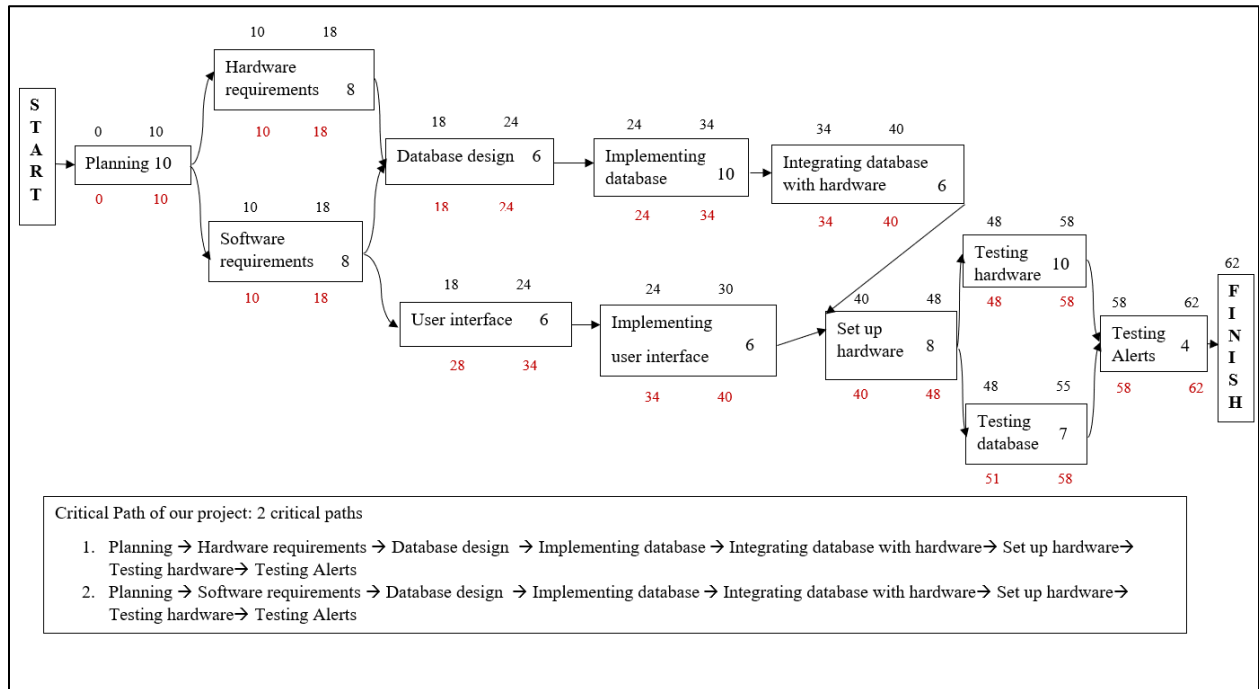 START
0 10
Planning 10
0 10
10 18
Hardware
requirements 8
10 18
10 18
Software
requirements 8
10 18
18 24
Database design 6
18 24
24 34
Implementing
database 10
24 34
34 40
Integrating database
with hardware 6
34 40
18 24
User interface 6
28 34
24 30
Implementing
user interface 6
34 40
40 48
Set up
hardware 8
40 48
48 58
Testing
hardware 10
48 58
48 55
Testing
database 7
51 58
58 62
Testing
Alerts 4
58 62
62
FINISH
Critical Path of our project: 2 critical paths
1. Planning → Hardware requirements → Database design → Implementing database → Integrating database with hardware→ Set up hardware→
Testing hardware→ Testing Alerts
2. Planning → Software requirements → Database design → Implementing database → Integrating database with hardware→ Set up hardware→
Testing hardware→ Testing Alerts